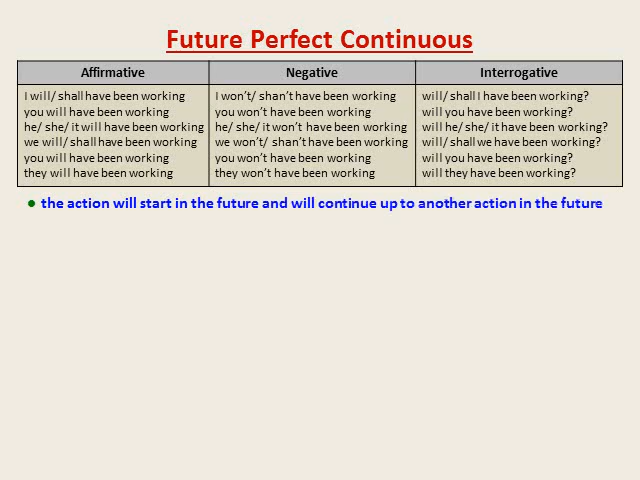 Future Perfect Continuous
Affirmative Negative Interrogative
I will/ shall have been working I won't/ shan't have been working will/ shall I have been working?
you will have been working you won't have been working will you have been working?
he/ she/ it will have been working he/ she/ it won't have been working will he/ she/ it have been working?
we will/ shall have been working we won't/ shan't have been working will/ shall we have been working?
you will have been working you won't have been working will you have been working?
they will have been working they won't have been working will they have been working?
• the action will start in the future and will continue up to another action in the future